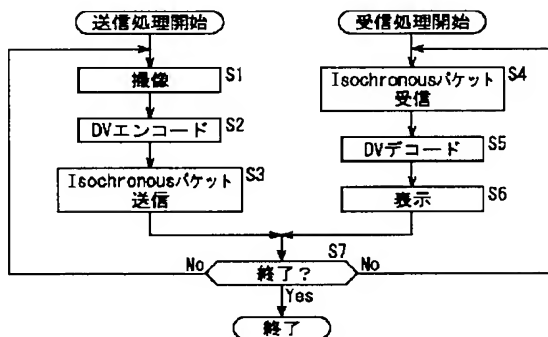 送信処理開始
撮像
S1
DVエンコード
S2
Isochronousパケット
送信
S3
受信処理開始
Isochronousパケット
受信
S4
DVデコード
S5
表示
S6
終了?
S7
No
No
Yes
終了